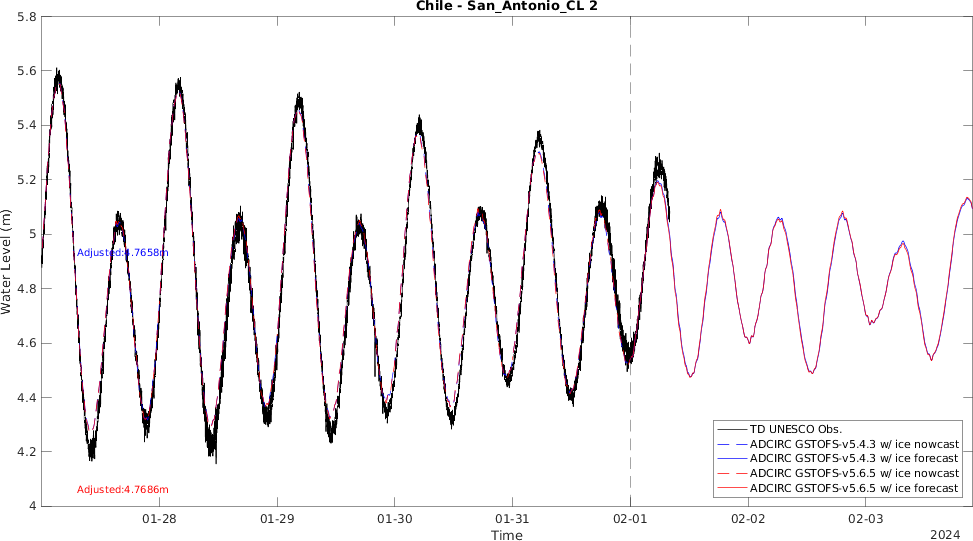 Chile - San_Antonio_CL 2
5.8
5.6
5.4
5.2
5
4.8
4.6
4.4
4.2
4
Water Level (m)
Adjusted:4.7658m
Adjusted:4.7686m
TD UNESCO Obs.
ADCIRC GSTOFS-v5.4.3 w/ ice nowcast
ADCIRC GSTOFS-v5.4.3 w/ ice forecast
ADCIRC GSTOFS-v5.6.5 w/ ice nowcast
ADCIRC GSTOFS-v5.6.5 w/ ice forecast
01-28 01-29 01-30 01-31 02-01 02-02 02-03
Time
2024